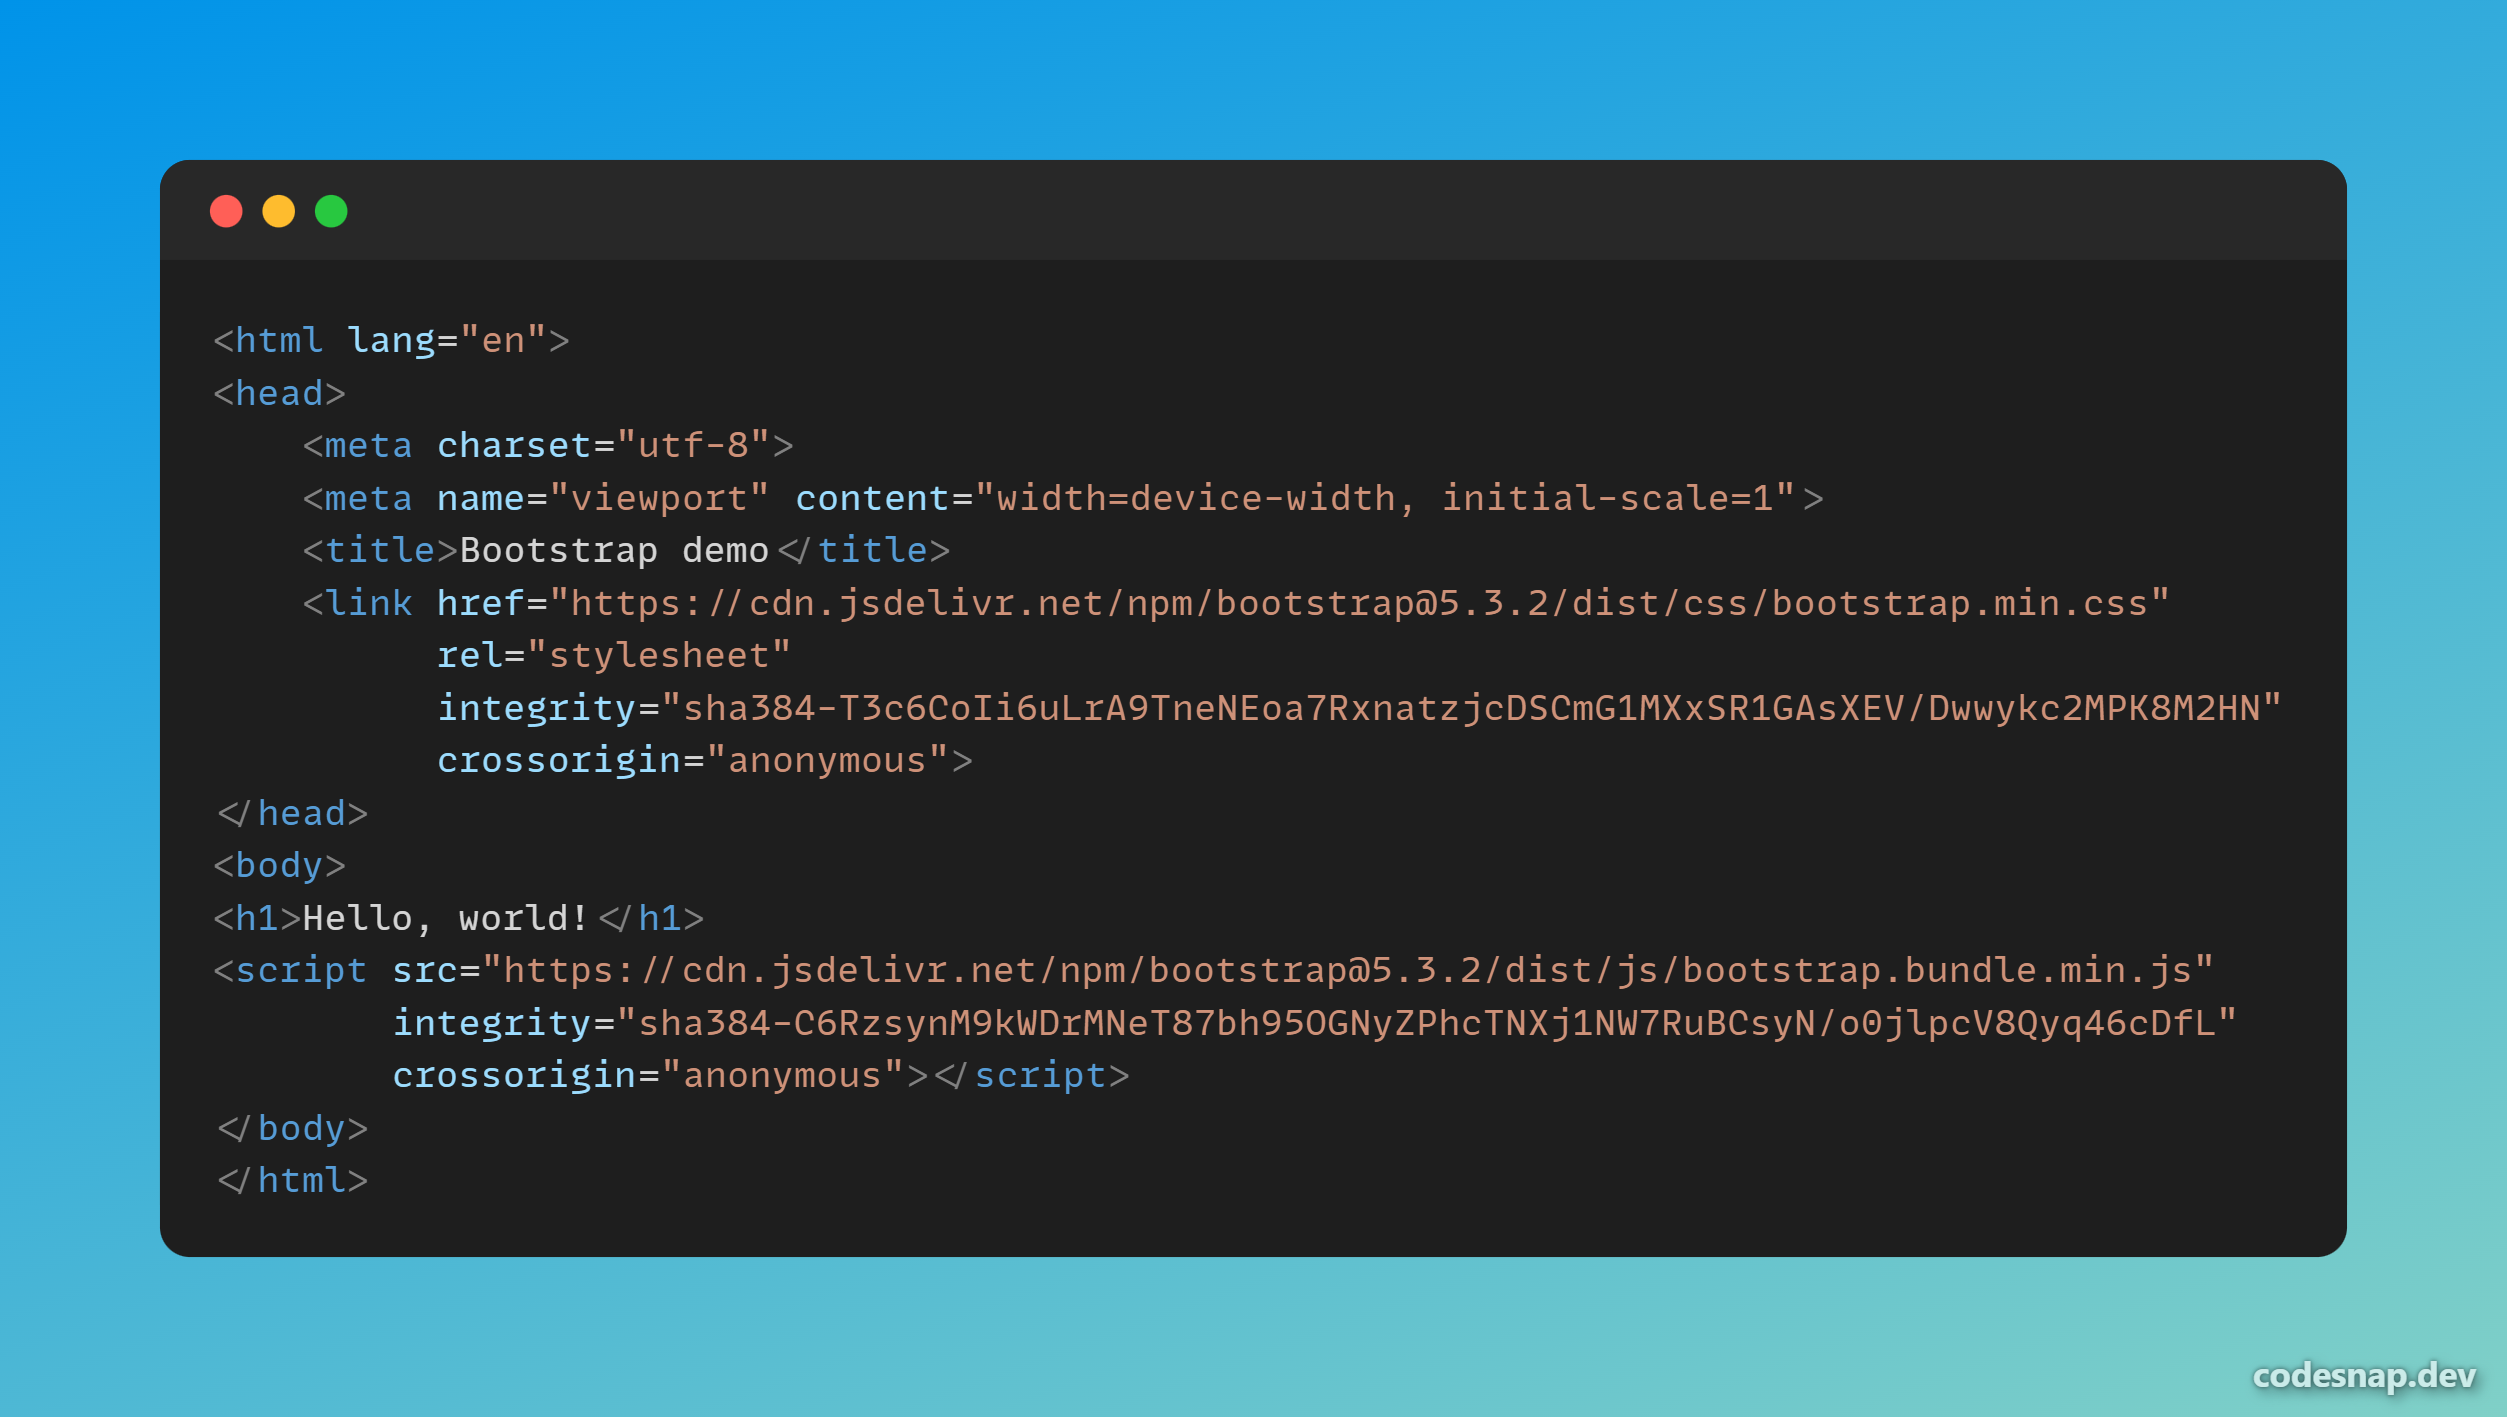 <html lang="en">
<head>
    <meta charset="utf-8">
    <meta name="viewport" content="width=device-width, initial-scale=1">
    <title>Bootstrap demo</title>
    <link href="https://cdn.jsdelivr.net/npm/bootstrap@5.3.2/dist/css/bootstrap.min.css"
          rel="stylesheet"
          integrity="sha384-T3c6CoIi6uLrA9TneNEoa7RxnatzjcDSCmG1MXxSR1GAsXEV/Dwwykc2MPK8M2HN"
          crossorigin="anonymous">
</head>
<body>
<h1>Hello, world!</h1>
<script src="https://cdn.jsdelivr.net/npm/bootstrap@5.3.2/dist/js/bootstrap.bundle.min.js"
        integrity="sha384-C6RzsynM9kWDrMNeT87bh95OGNyZPhcTNXj1NW7RuBCsyN/o0jlpcV8Qyq46cDfL"
        crossorigin="anonymous"></script>
</body>
</html>
codesnap.dev